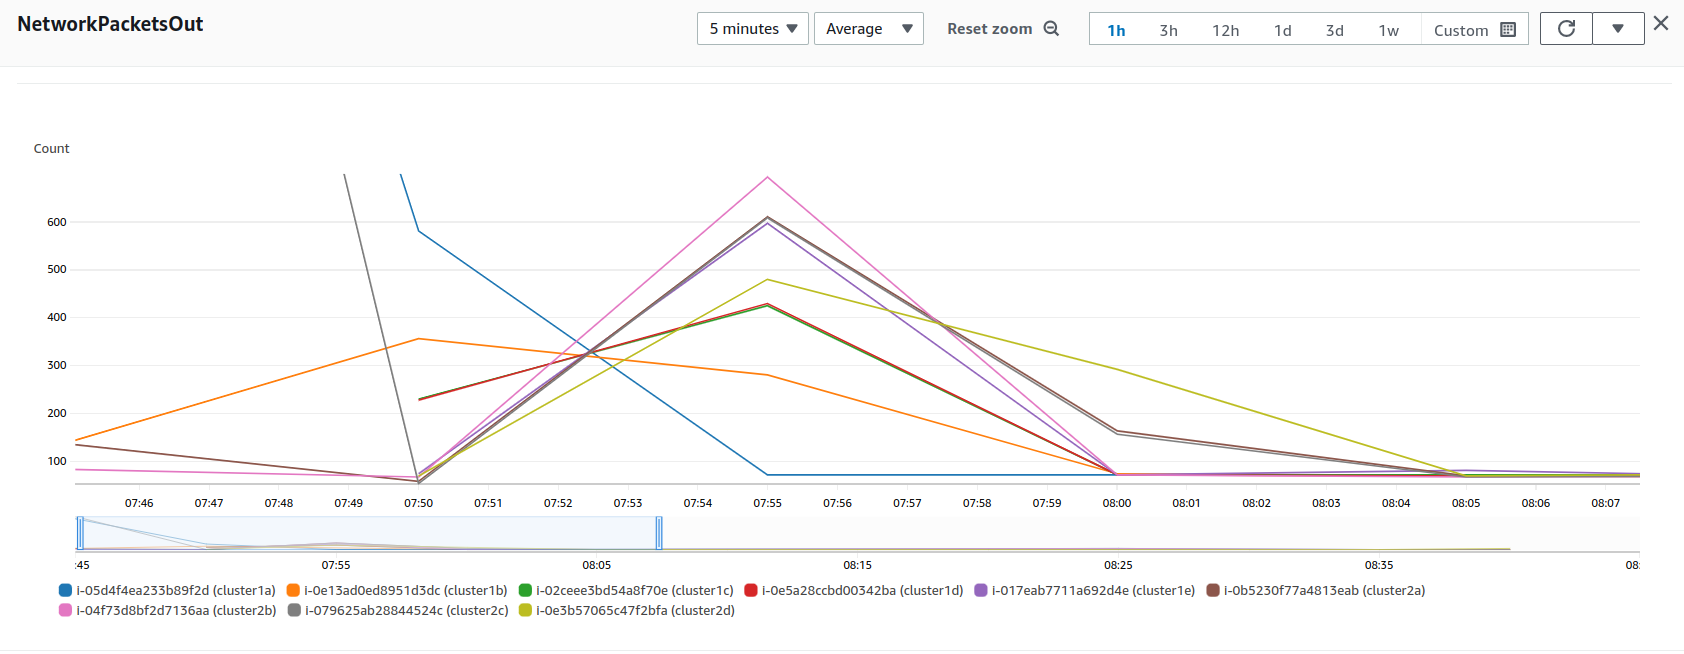 NetworkPacketsOut
5 minutes Average Reset zoom 1h 3h 12h 1d 3d 1w Custom
Count
600
500
400
300
200
100
07:46 07:47 07:48 07:49 07:50 07:51 07:52 07:53 07:54 07:55 07:56 07:57 07:58 07:59 08:00 08:01 08:02 08:03 08:04 08:05 08:06 08:07
:45 07:55 08:05 08:15 08:25 08:35 08:
i-05d4f4ea233b89f2d (cluster1a) i-0e13ad0ed8951d3dc (cluster1b) i-02ceee3bd54a8f70e (cluster1c) i-0e5a28ccbd00342ba (cluster1d) i-017eab7711a692d4e (cluster1e) i-0b5230f77a4813eab (cluster2a)
i-04f73d8bf2d7136aa (cluster2b) i-079625ab28844524c (cluster2c) i-0e3b57065c47f2bfa (cluster2d)